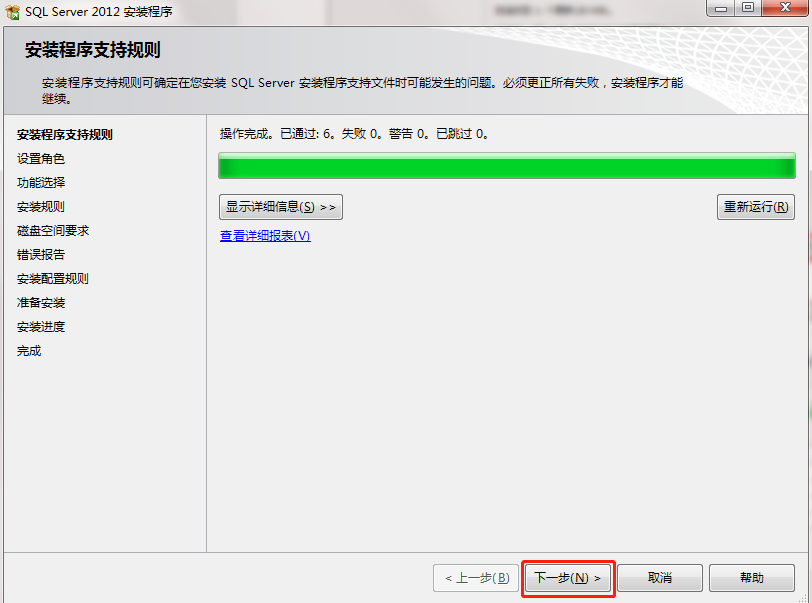 SQL Server 2012 安装程序
安装程序支持规则
安装程序支持规则可确定在您安装 SQL Server 安装程序支持文件时可能发生的问题。必须更正所有失败，安装程序才能
继续。
安装程序支持规则
设置角色
功能选择
安装规则
磁盘空间要求
错误报告
安装配置规则
准备安装
安装进度
完成
操作完成。已通过: 6。失败 0。警告 0。已跳过 0。
显示详细信息(S) >>
重新运行(R)
查看详细报表(V)
< 上一步(B)
下一步(N) >
取消
帮助